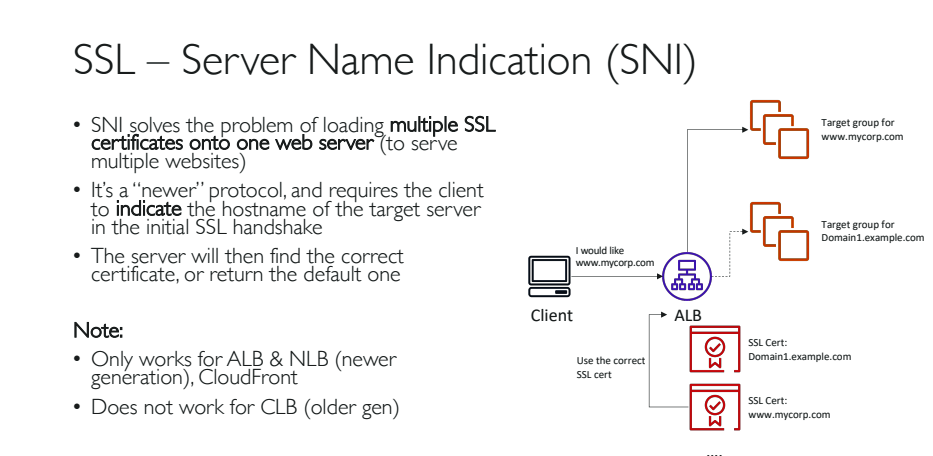 SSL – Server Name Indication (SNI)
• SNI solves the problem of loading multiple SSL
certificates onto one web server (to serve
multiple websites)
• It's a "newer" protocol, and requires the client
to indicate the hostname of the target server
in the initial SSL handshake
• The server will then find the correct
certificate, or return the default one
Note:
• Only works for ALB & NLB (newer
generation), CloudFront
• Does not work for CLB (older gen)
Target group for
www.mycorp.com
Target group for
Domain1.example.com
I would like
www.mycorp.com
Client
ALB
Use the correct
SSL cert
SSL Cert:
Domain1.example.com
SSL Cert:
www.mycorp.com